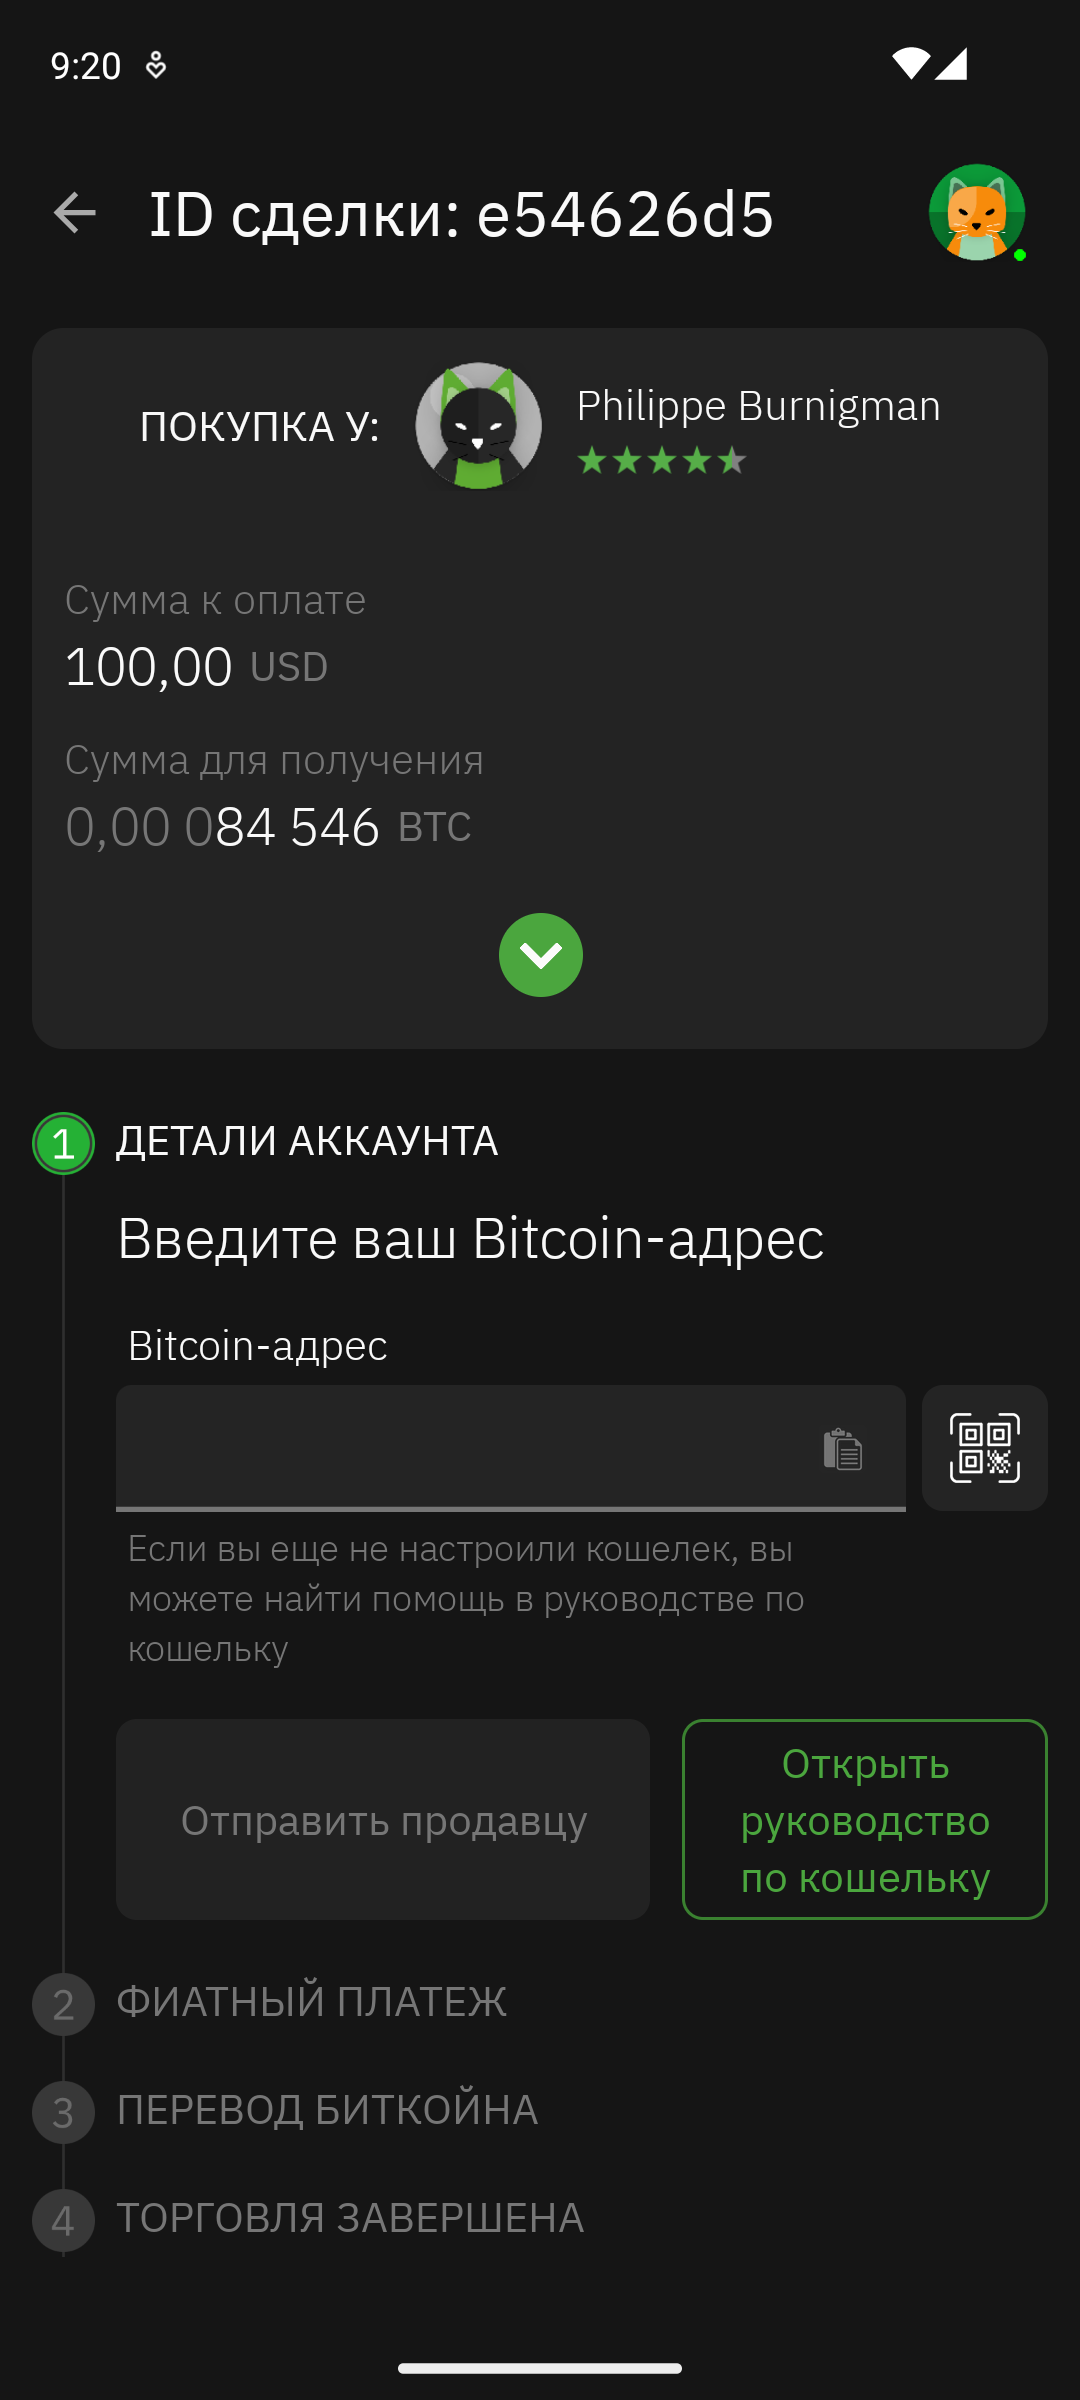 9:20
ID сделки: e54626d5
ПОКУПКА У:
Philippe Burnigman
Сумма к оплате
100,00 USD
Сумма для получения
0,00 084 546 BTC
1 ДЕТАЛИ АККАУНТА
Введите ваш Bitcoin-адрес
Bitcoin-адрес
Если вы еще не настроили кошелек, вы
можете найти помощь в руководстве по
кошельку
Отправить продавцу
Открыть
руководство
по кошельку
2 ФИАТНЫЙ ПЛАТЕЖ
3 ПЕРЕВОД БИТКОЙНА
4 ТОРГОВЛЯ ЗАВЕРШЕНА